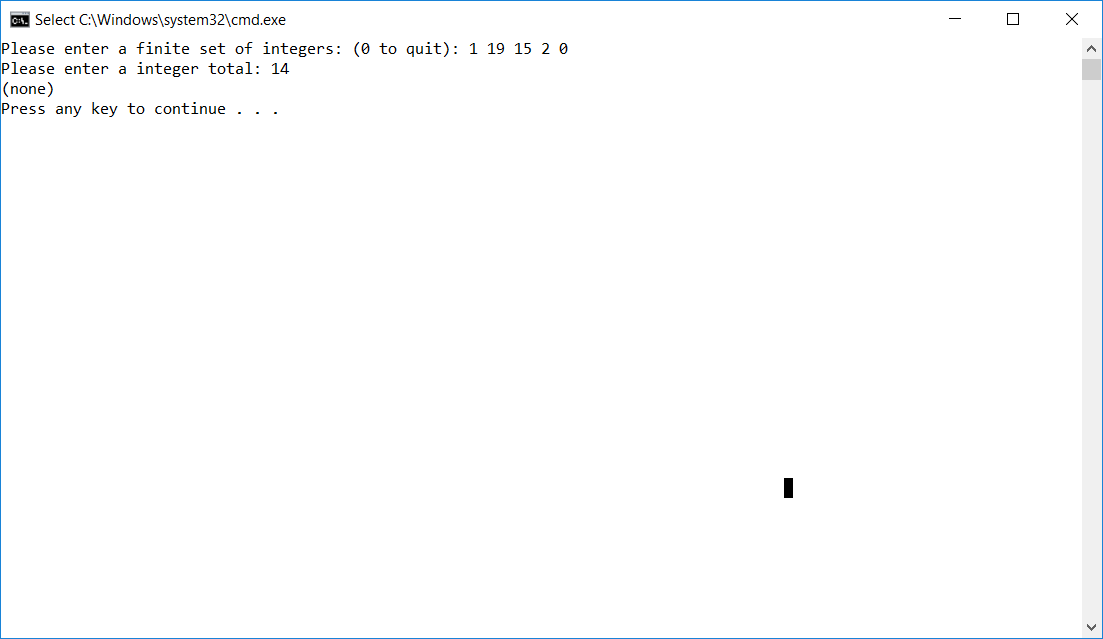 Select C:\Windows\system32\cmd.exe
Please enter a finite set of integers: (0 to quit): 1 19 15 2 0
Please enter a integer total: 14
(none)
Press any key to continue . . .